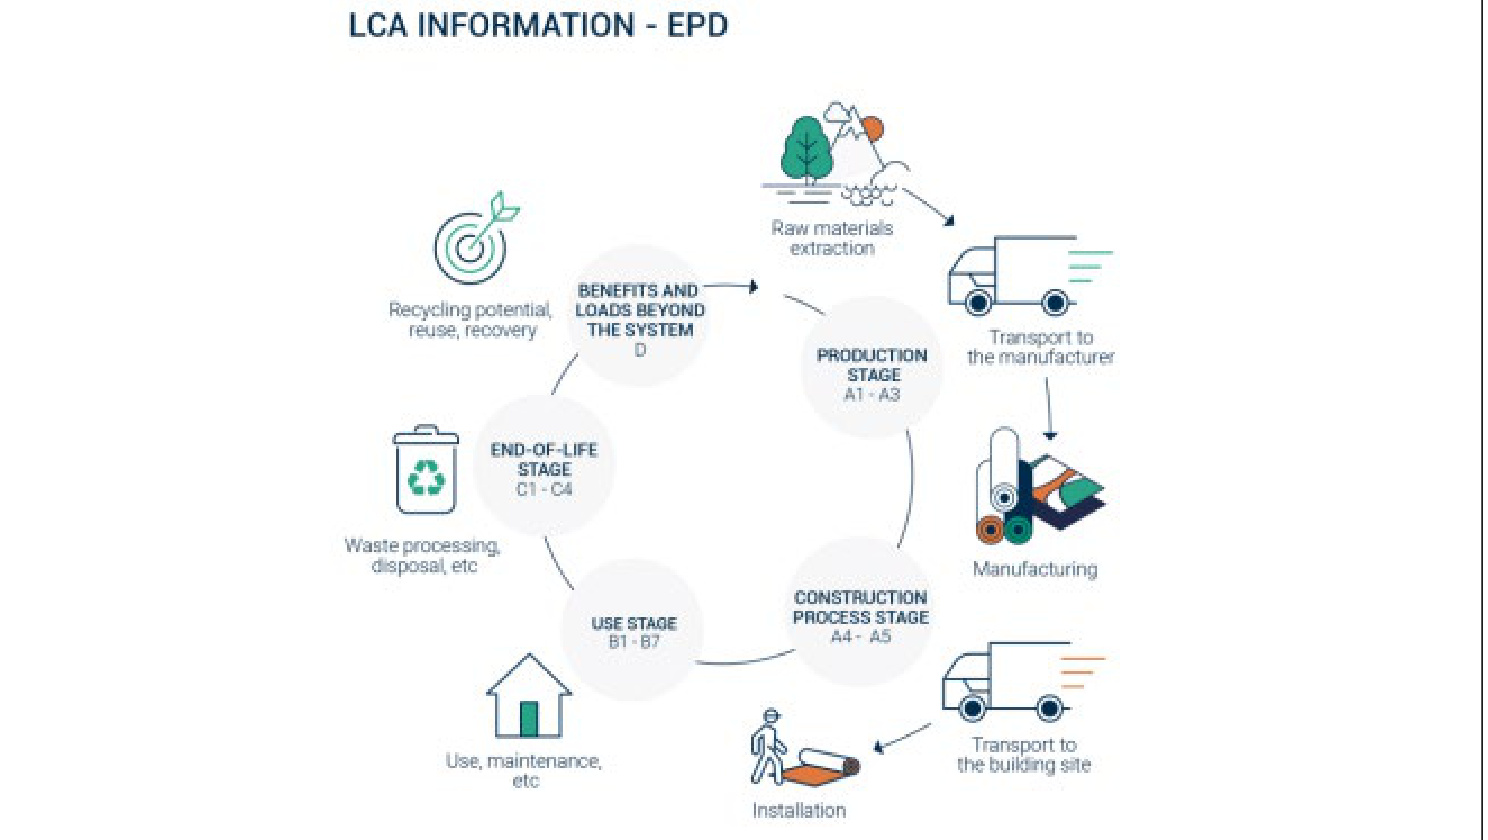 LCA INFORMATION - EPD
Raw materials
extraction
Transport to
the manufacturer
Manufacturing
Transport to
the building site
Installation
Use, maintenance,
etc
Waste processing,
disposal, etc
Recycling potential,
reuse, recovery
BENEFITS AND
LOADS BEYOND
THE SYSTEM
D
PRODUCTION
STAGE
A1 - A3
CONSTRUCTION
PROCESS STAGE
A4 - A5
USE STAGE
B1 - B7
END-OF-LIFE
STAGE
C1 - C4